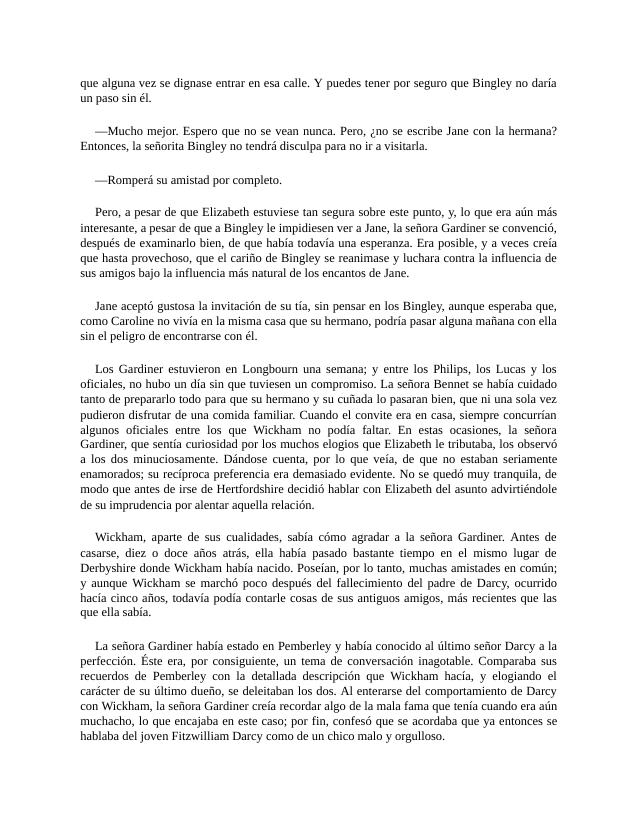 que alguna vez se dignase entrar en esa calle. Y puedes tener por seguro que Bingley no daría
un paso sin él.
—Mucho mejor. Espero que no se vean nunca. Pero, ¿no se escribe Jane con la hermana?
Entonces, la señorita Bingley no tendrá disculpa para no ir a visitarla.
—Romperá su amistad por completo.
Pero, a pesar de que Elizabeth estuviese tan segura sobre este punto, y, lo que era aún más
interesante, a pesar de que a Bingley le impidiesen ver a Jane, la señora Gardiner se convenció,
después de examinarlo bien, de que había todavía una esperanza. Era posible, y a veces creía
que hasta provechoso, que el cariño de Bingley se reanimase y luchara contra la influencia de
sus amigos bajo la influencia más natural de los encantos de Jane.
Jane aceptó gustosa la invitación de su tía, sin pensar en los Bingley, aunque esperaba que,
como Caroline no vivía en la misma casa que su hermano, podría pasar alguna mañana con ella
sin el peligro de encontrarse con él.
Los Gardiner estuvieron en Longbourn una semana; y entre los Philips, los Lucas y los
oficiales, no hubo un día sin que tuviesen un compromiso. La señora Bennet se había cuidado
tanto de prepararlo todo para que su hermano y su cuñada lo pasaran bien, que ni una sola vez
pudieron disfrutar de una comida familiar. Cuando el convite era en casa, siempre concurrían
algunos oficiales entre los que Wickham no podía faltar. En estas ocasiones, la señora
Gardiner, que sentía curiosidad por los muchos elogios que Elizabeth le tributaba, los observó
a los dos minuciosamente. Dándose cuenta, por lo que veía, de que no estaban seriamente
enamorados; su recíproca preferencia era demasiado evidente. No se quedó muy tranquila, de
modo que antes de irse de Hertfordshire decidió hablar con Elizabeth del asunto advirtiéndole
de su imprudencia por alentar aquella relación.
Wickham, aparte de sus cualidades, sabía cómo agradar a la señora Gardiner. Antes de
casarse, diez o doce años atrás, ella había pasado bastante tiempo en el mismo lugar de
Derbyshire donde Wickham había nacido. Poseían, por lo tanto, muchas amistades en común;
y aunque Wickham se marchó poco después del fallecimiento del padre de Darcy, ocurrido
hacía cinco años, todavía podía contarle cosas de sus antiguos amigos, más recientes que las
que ella sabía.
La señora Gardiner había estado en Pemberley y había conocido al último señor Darcy a la
perfección. Éste era, por consiguiente, un tema de conversación inagotable. Comparaba sus
recuerdos de Pemberley con la detallada descripción que Wickham hacía, y elogiando el
carácter de su último dueño, se deleitaban los dos. Al enterarse del comportamiento de Darcy
con Wickham, la señora Gardiner creía recordar algo de la mala fama que tenía cuando era aún
muchacho, lo que encajaba en este caso; por fin, confesó que se acordaba que ya entonces se
hablaba del joven Fitzwilliam Darcy como de un chico malo y orgulloso.